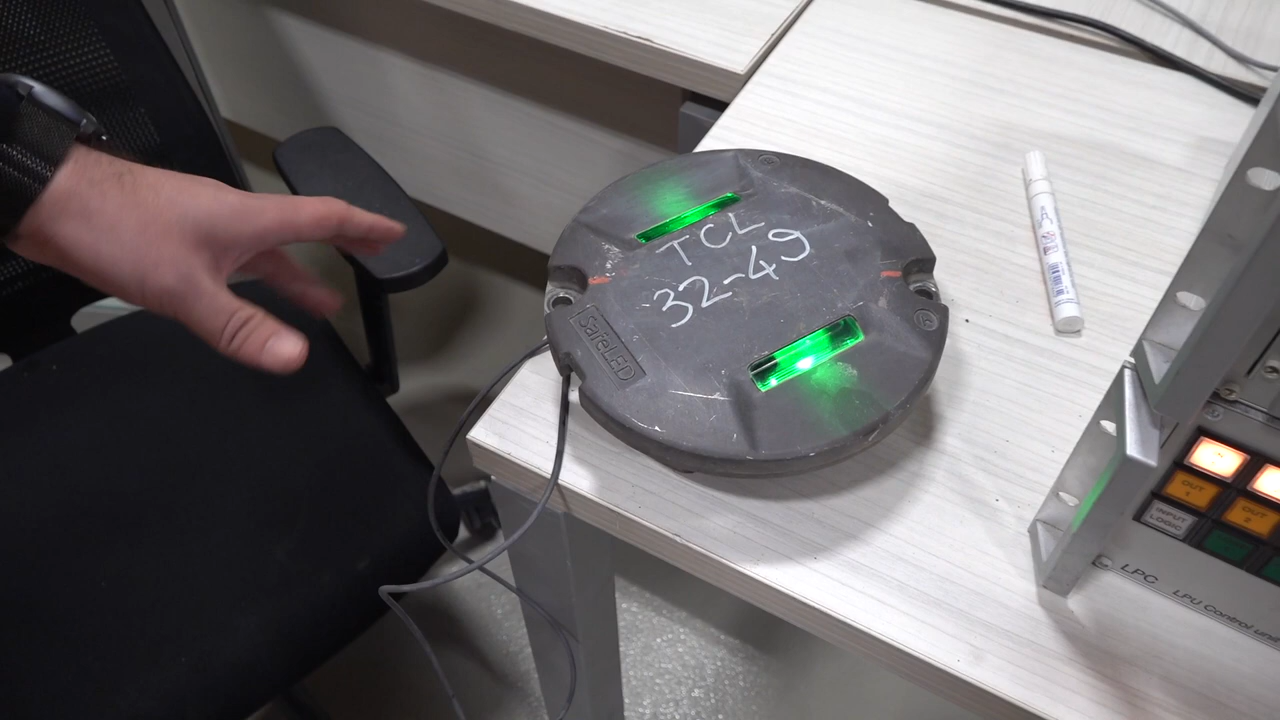 TCL
32-49
SafeLED
OUT
1
OUT
2
INPUT
LOGIC
LPC
LPU Control unit